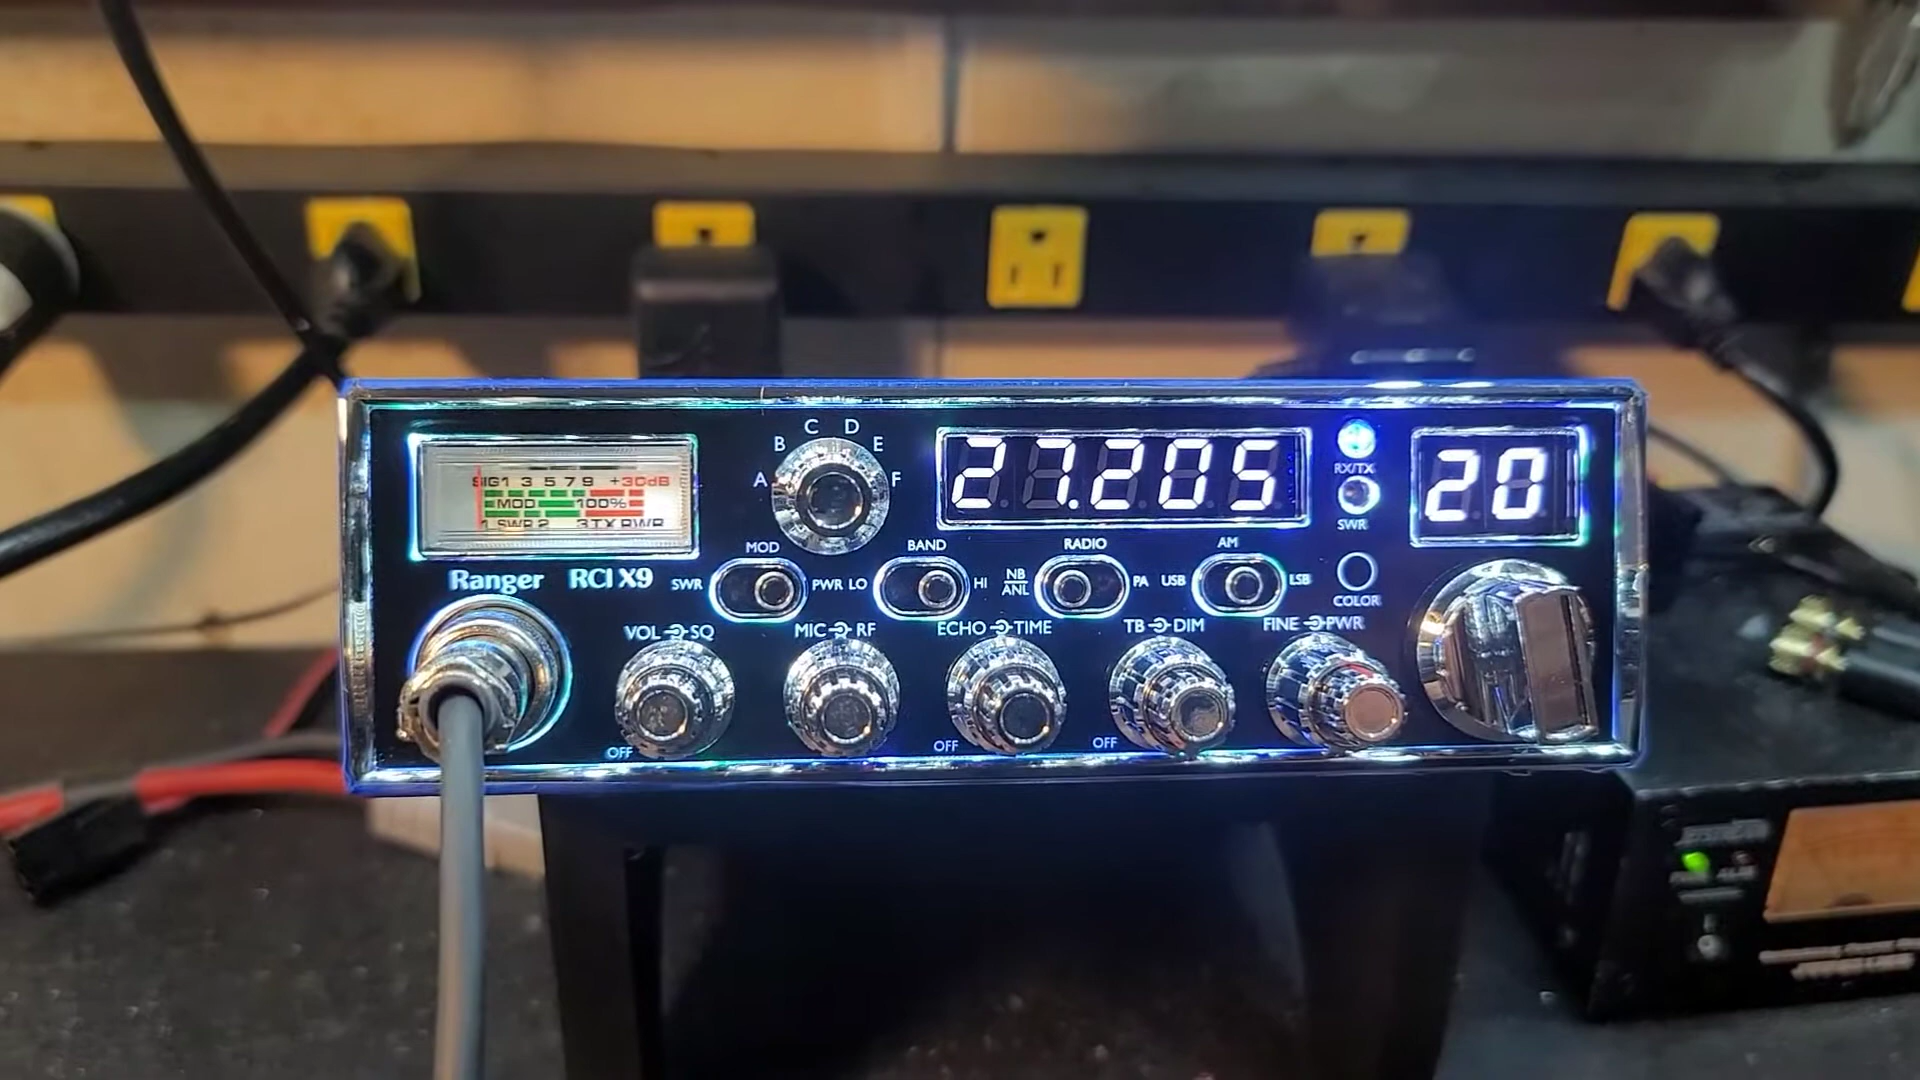 C D
B E
A F
SIG1 3 5 7 9 +30dB
MOD 100%
1 SWR 2 3 TX PWR
27.205
RX/TX
SWR
20
Ranger RCI X9
MOD
SWR PWR
BAND
LO HI
RADIO
NB
ANL
PA
AM
USB LSB
COLOR
VOL SQ
OFF
MIC RF
ECHO TIME
OFF
TB DIM
OFF
FINE PWR